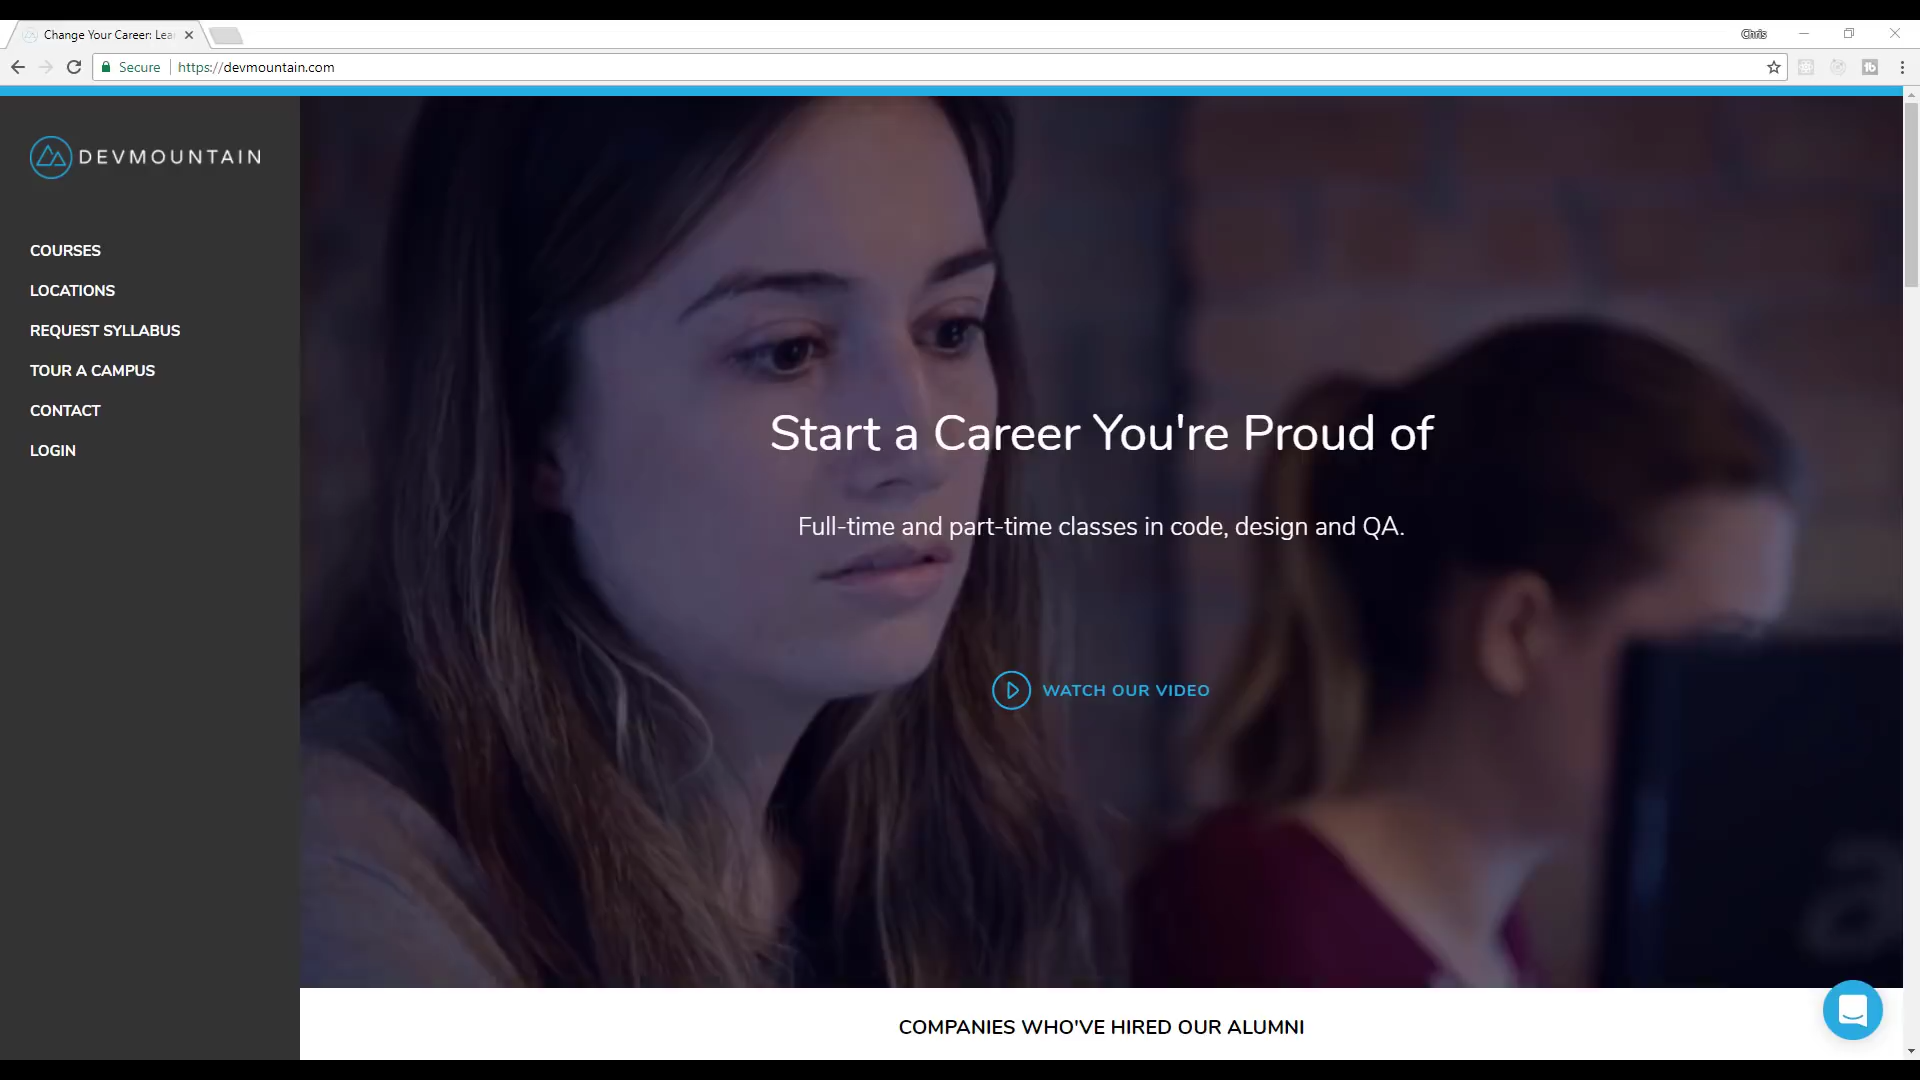 Change Your Career: Lea
Chris
Secure
https://devmountain.com
DEVMOUNTAIN
COURSES
LOCATIONS
REQUEST SYLLABUS
TOUR A CAMPUS
CONTACT
LOGIN
Start a Career You're Proud of
Full-time and part-time classes in code, design and QA.
WATCH OUR VIDEO
COMPANIES WHO'VE HIRED OUR ALUMNI